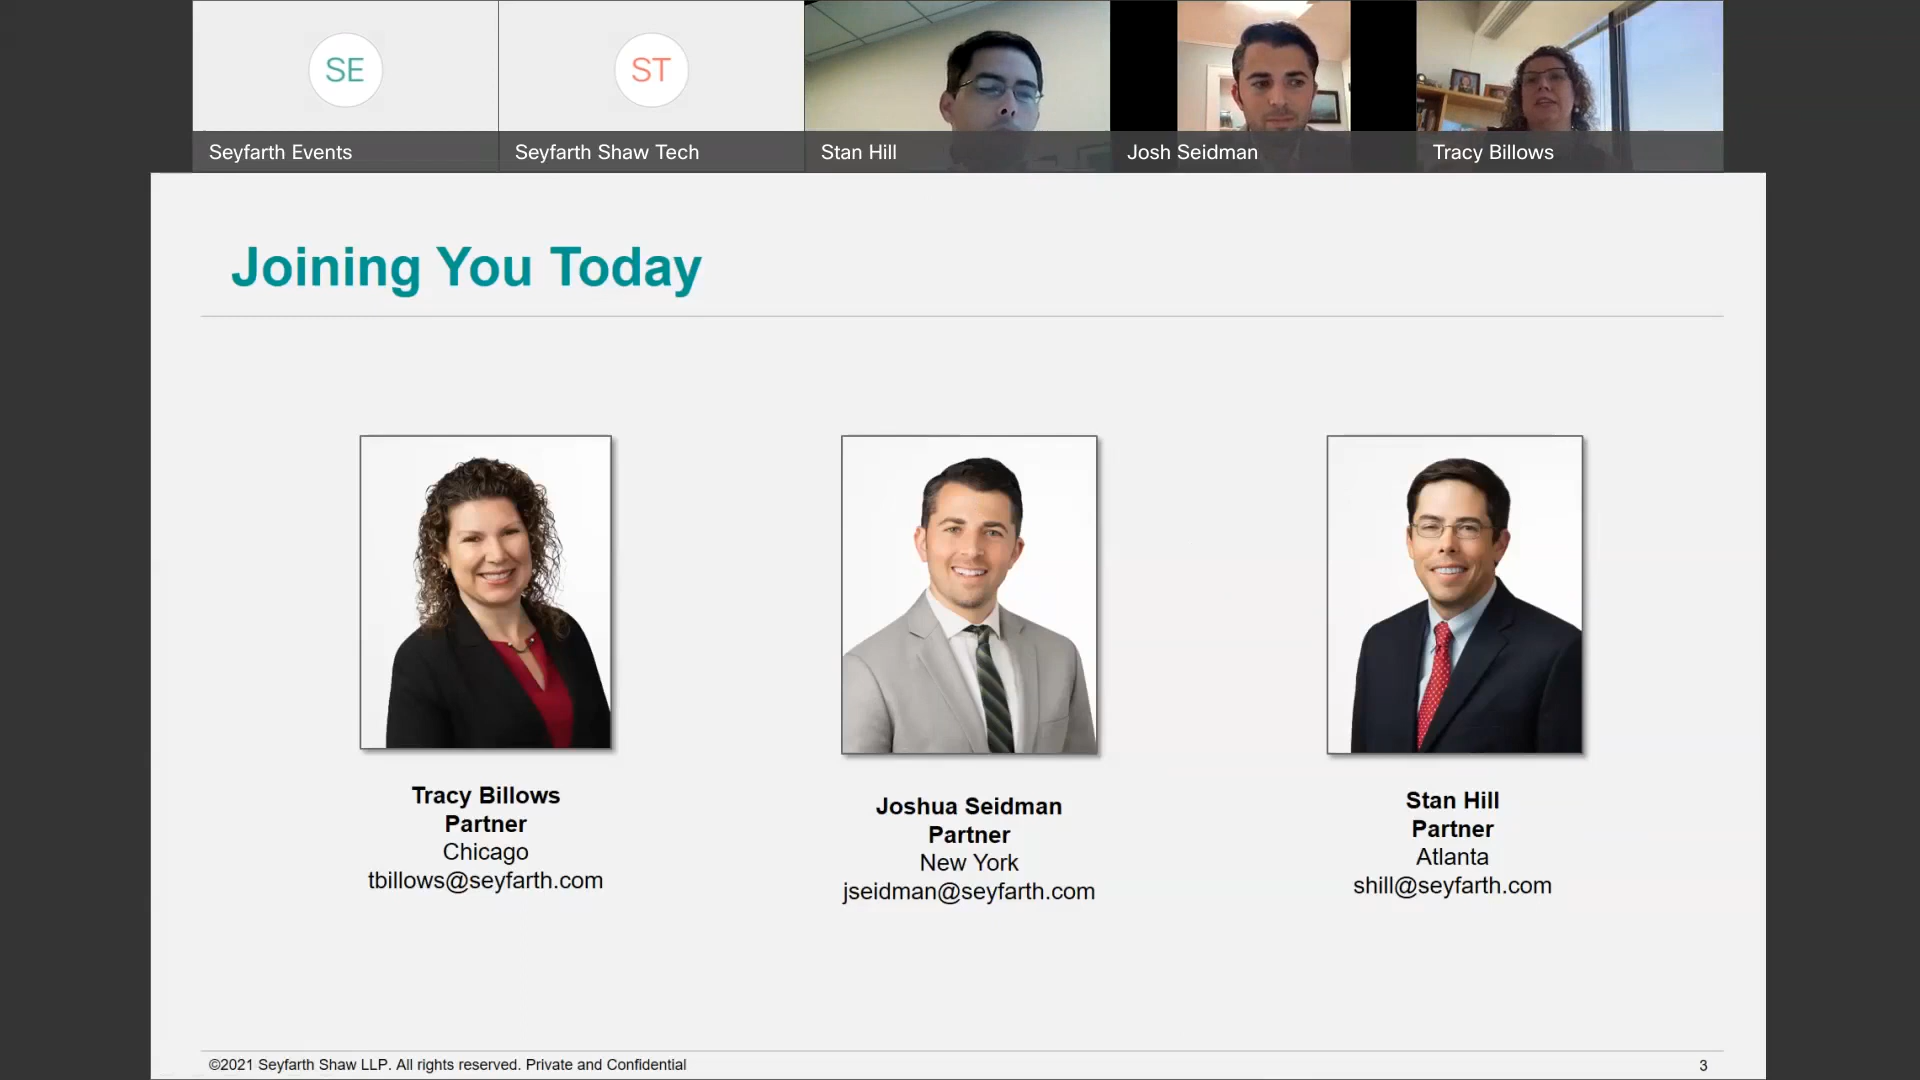 SE
ST
Seyfarth Events
Seyfarth Shaw Tech
Stan Hill
Josh Seidman
Tracy Billows
Joining You Today
Tracy Billows
Partner
Chicago
tbillows@seyfarth.com
Joshua Seidman
Partner
New York
jseidman@seyfarth.com
Stan Hill
Partner
Atlanta
shill@seyfarth.com
©2021 Seyfarth Shaw LLP. All rights reserved. Private and Confidential
3